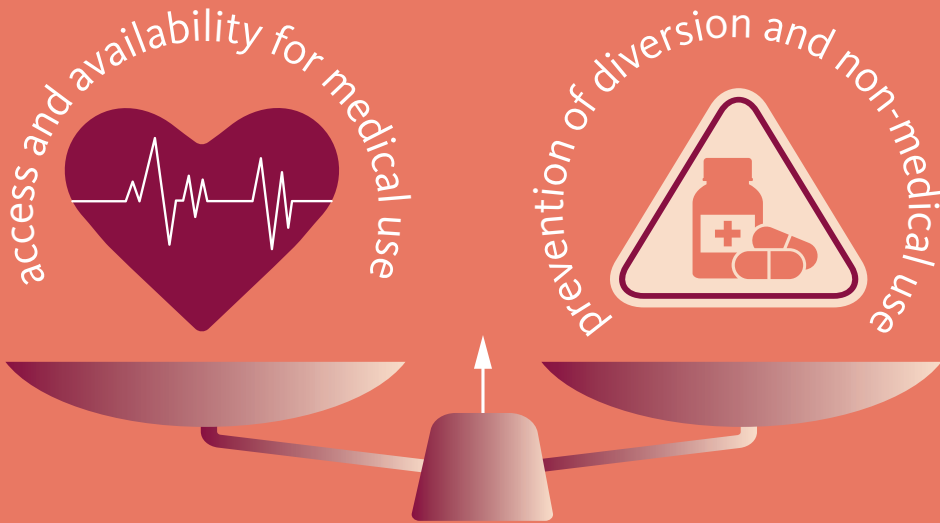 access and availability for medical use
prevention of diversion and non-medical use